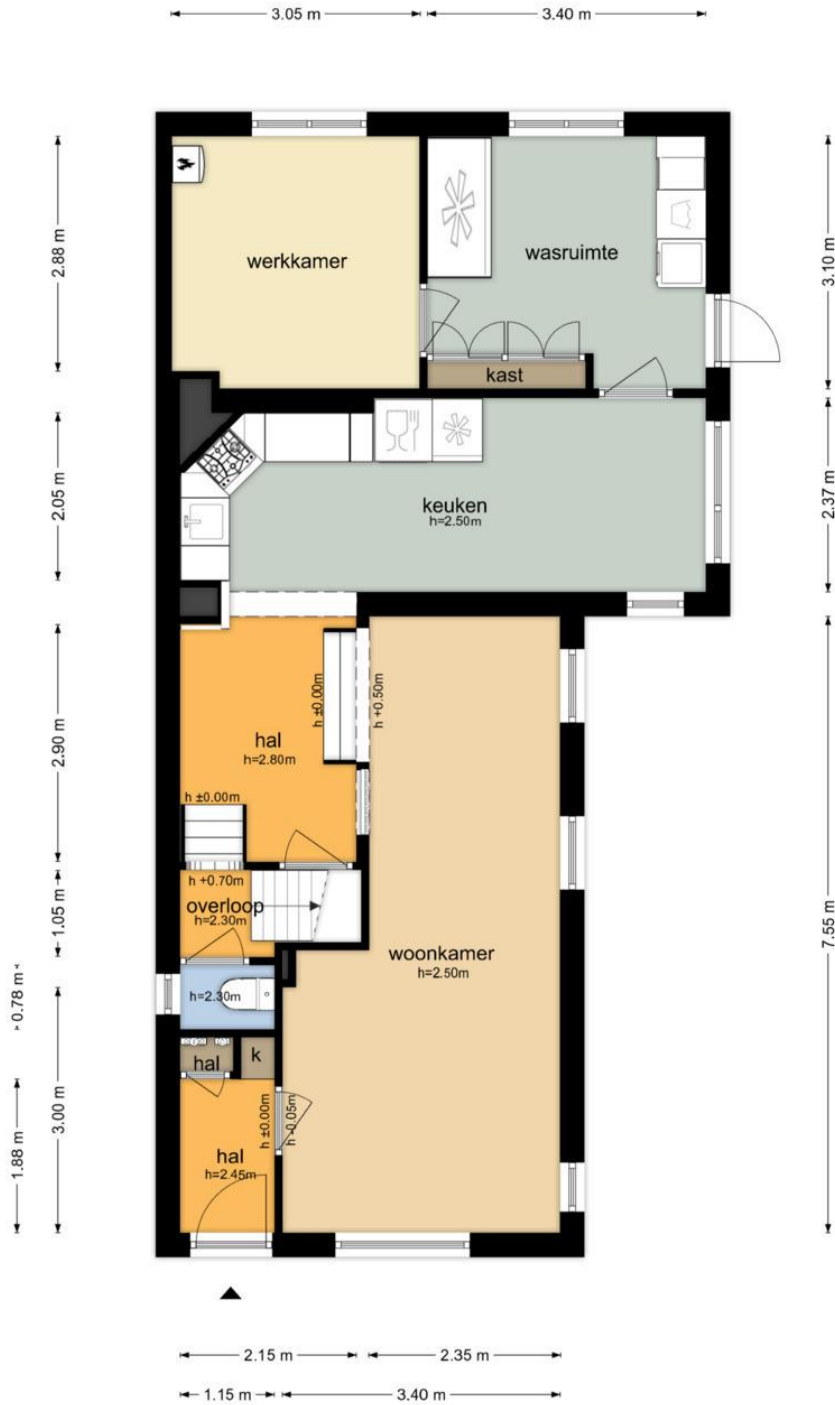 3.05 m
3.40 m
2.88 m
3.10 m
werkkamer
wasruimte
kast
2.05 m
2.37 m
keuken
h=2.50m
2.90 m
h ±0.00m
h +0.50m
hal
h=2.80m
h ±0.00m
h +0.70m
1.05 m
overloop
h=2.30m
7.55 m
woonkamer
h=2.50m
0.78 m
h=2.30m
hal
k
3.00 m
1.88 m
h ±0.00m
h -0.05m
hal
h=2.45m
2.15 m
2.35 m
1.15 m
3.40 m